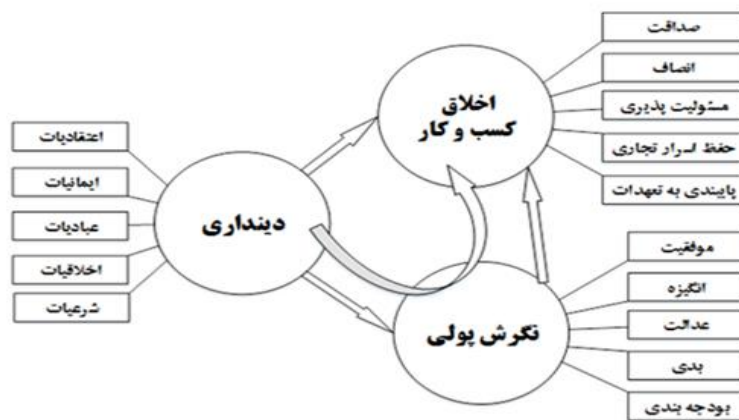 صداقت
انصاف
مسئولیت پذیری
حفظ اسرار تجاری
پایبندی به تعهدات
اخلاق
کسب و کار
اعتقادیات
ایمانیات
عبادیات
اخلاقیات
شرعیات
دینداری
نگرش پولی
موفقیت
انگیزه
عدالت
بدی
بودجه بندی